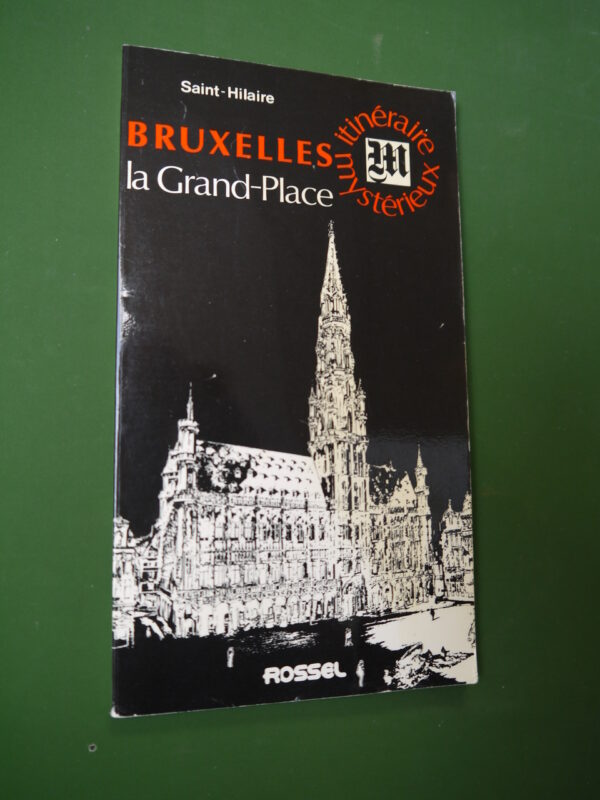 Saint-Hilaire
BRUXELLES
la Grand-Place
itinéraire
M
mystérieux
ROSSEL